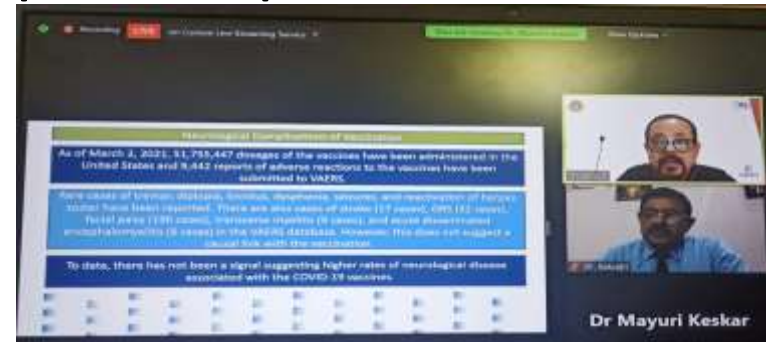 Recording
LIVE
Neurological Complications of Vaccination
As of March 2, 2021, 51,755,447 dosages of the vaccines have been administered in the
United States and 9,442 reports of adverse reactions to the vaccines have been
submitted to VAERS.
Rare cases of tremor, diplopia, tinnitus, dysphonia, seizures, and reactivation of herpes
zoster have been reported. There are also cases of stroke (17 cases), GBS (32 cases),
facial palsy (190 cases), transverse myelitis (9 cases), and acute disseminated
encephalomyelitis (6 cases) in the VAERS database. However, this does not suggest a
causal link with the vaccination.
To date, there has not been a signal suggesting higher rates of neurological disease
associated with the COVID-19 vaccines.
Dr Mayuri Keskar